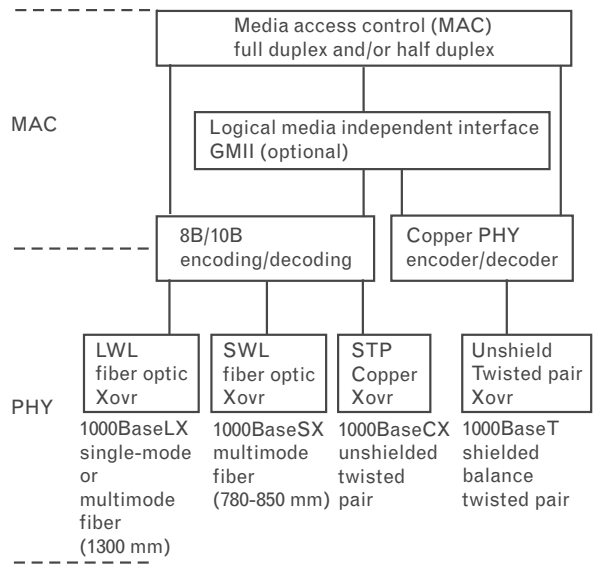 Media access control (MAC)
full duplex and/or half duplex
MAC
Logical media independent interface
GMII (optional)
8B/10B
encoding/decoding
Copper PHY
encoder/decoder
PHY
LWL
fiber optic
Xovr
SWL
fiber optic
Xovr
STP
Copper
Xovr
Unshield
Twisted pair
Xovr
1000BaseLX
single-mode
or
multimode
fiber
(1300 mm)
1000BaseSX
multimode
fiber
(780-850 mm)
1000BaseCX
unshielded
twisted
pair
1000BaseT
shielded
balance
twisted pair